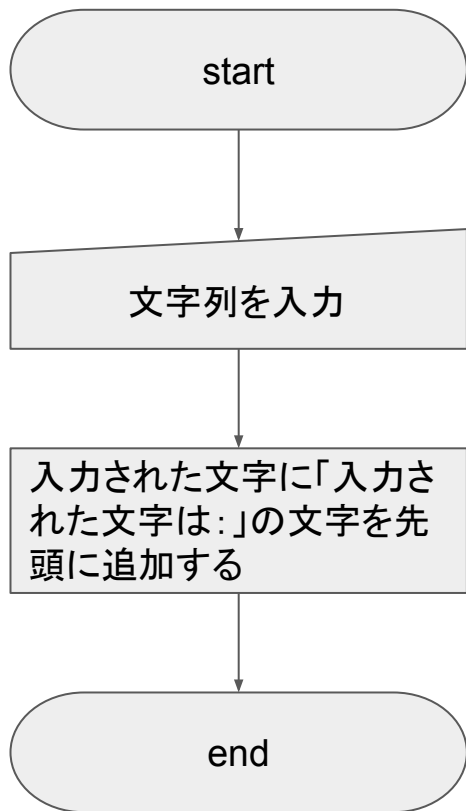 start
文字列を入力
入力された文字に「入力さ
れた文字は：」の文字を先
頭に追加する
end